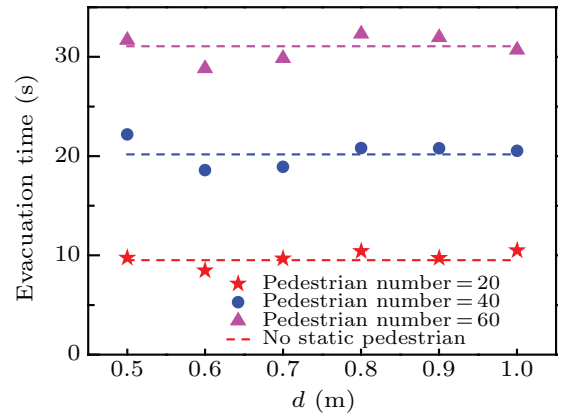 Evacuation time (s)
30
20
10
0
Pedestrian number=20
Pedestrian number=40
Pedestrian number=60
No static pedestrian
0.5 0.6 0.7 0.8 0.9 1.0
d (m)